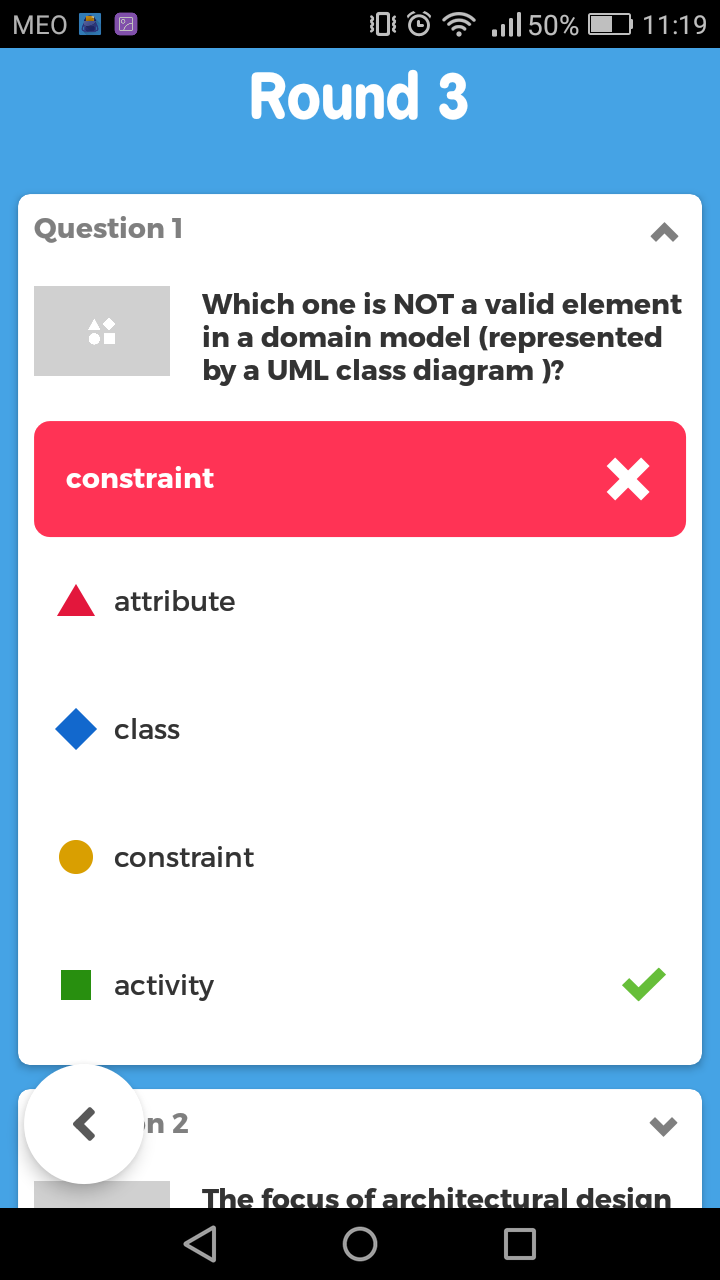 MEO 50% 11:19
Round 3
Question 1
Which one is NOT a valid element
in a domain model (represented
by a UML class diagram )?
constraint
attribute
class
constraint
activity
n 2
The focus of architectural design